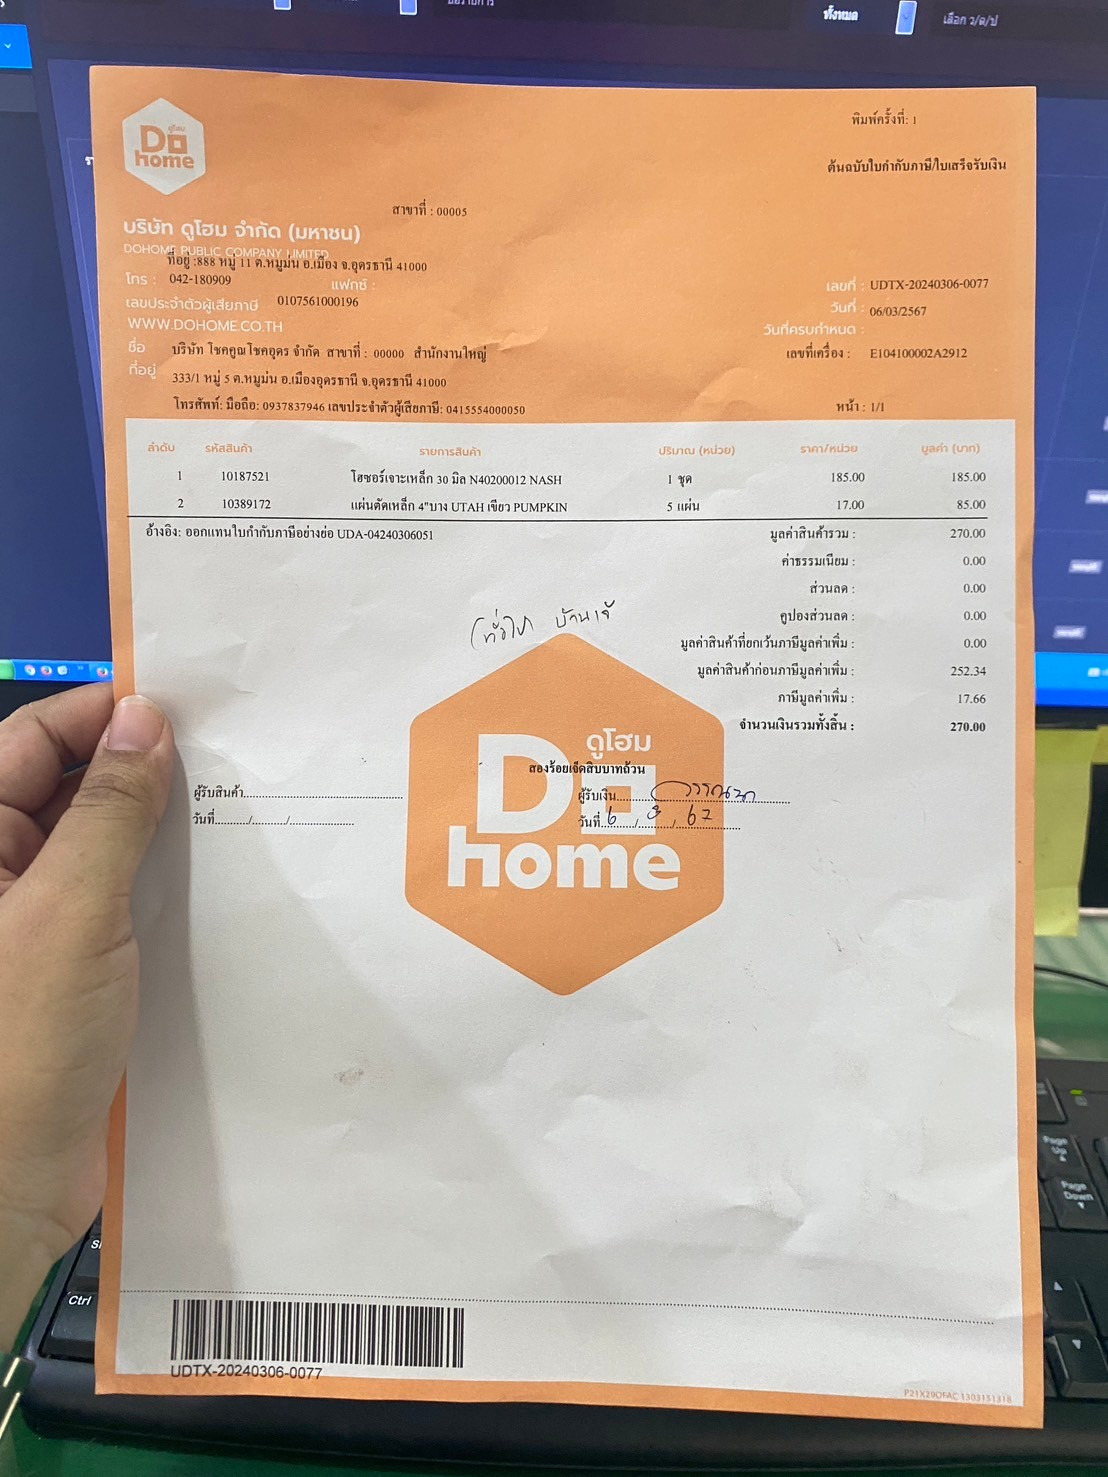 ทั้งหมด
เลือก ว/ด/ป
ดูโฮม
Do
home
พิมพ์ครั้งที่: 1
ต้นฉบับใบกำกับภาษี/ใบเสร็จรับเงิน
สาขาที่ : 00005
บริษัท ดูโฮม จำกัด (มหาชน)
DOHOME PUBLIC COMPANY LIMITED
ที่อยู่ :888 หมู่ 11 ต.หมูม่น อ.เมือง จ.อุดรธานี 41000
โทร : 042-180909 แฟกซ์ :
เลขที่ : UDTX-20240306-0077
เลขประจำตัวผู้เสียภาษี 0107561000196
วันที่ : 06/03/2567
WWW.DOHOME.CO.TH
วันที่ครบกำหนด :
ชื่อ บริษัท โชคคูณโชคอุดร จำกัด สาขาที่ : 00000 สำนักงานใหญ่
เลขที่เครื่อง : E104100002A2912
ที่อยู่ 333/1 หมู่ 5 ต.หมูม่น อ.เมืองอุดรธานี จ.อุดรธานี 41000
โทรศัพท์: มือถือ: 0937837946 เลขประจำตัวผู้เสียภาษี: 0415554000050
หน้า : 1/1
ลำดับ รหัสสินค้า รายการสินค้า ปริมาณ (หน่วย) ราคา/หน่วย มูลค่า (บาท)
1 10187521 โฮซอร์เจาะเหล็ก 30 มิล N40200012 NASH 1 ชุด 185.00 185.00
2 10389172 แผ่นตัดเหล็ก 4"บาง UTAH เขียว PUMPKIN 5 แผ่น 17.00 85.00
อ้างอิง: ออกแทนใบกำกับภาษีอย่างย่อ UDA-04240306051
มูลค่าสินค้ารวม : 270.00
ค่าธรรมเนียม : 0.00
ส่วนลด : 0.00
คูปองส่วนลด : 0.00
บ้านเจ้
มูลค่าสินค้าที่ยกเว้นภาษีมูลค่าเพิ่ม : 0.00
มูลค่าสินค้าก่อนภาษีมูลค่าเพิ่ม : 252.34
ภาษีมูลค่าเพิ่ม : 17.66
จำนวนเงินรวมทั้งสิ้น : 270.00
ดูโฮม
Do
home
สองร้อยเจ็ดสิบบาทถ้วน
ผู้รับสินค้า
ผู้รับเงิน
วันที่ / /
วันที่ 6 / 3 / 67
UDTX-20240306-0077
P21X29OFAC 1303151318
Ctrl
Page Up
Page Down